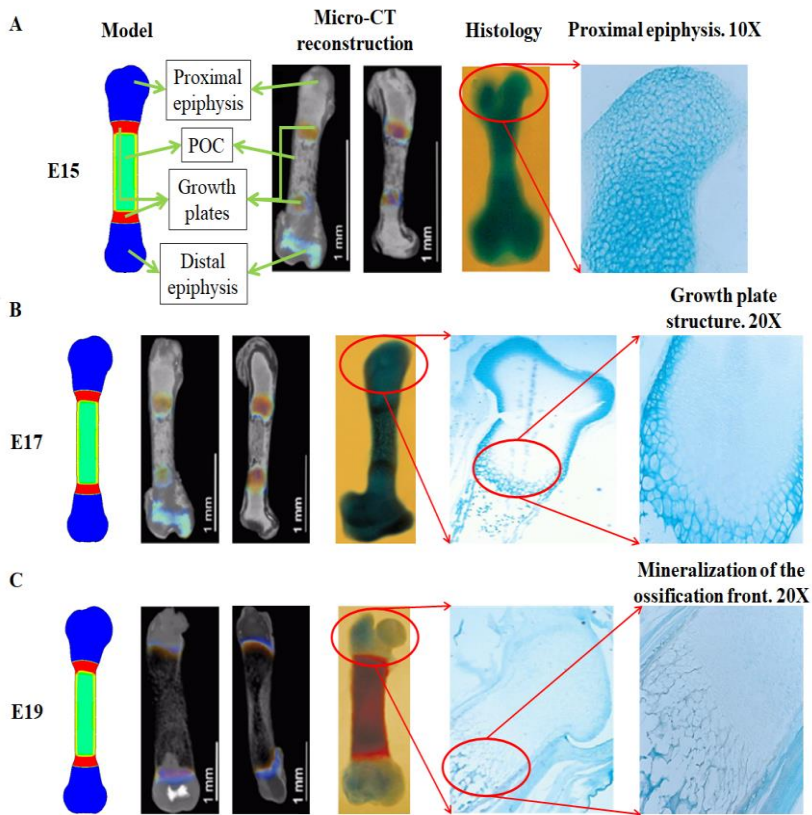 A
Model
Micro-CT
reconstruction
Histology
Proximal epiphysis. 10X
E15
Proximal
epiphysis
POC
Growth
plates
Distal
epiphysis
1 mm
1 mm
B
Growth plate
structure. 20X
E17
1 mm
1 mm
C
Mineralization of the
ossification front. 20X
E19
1 mm
1 mm